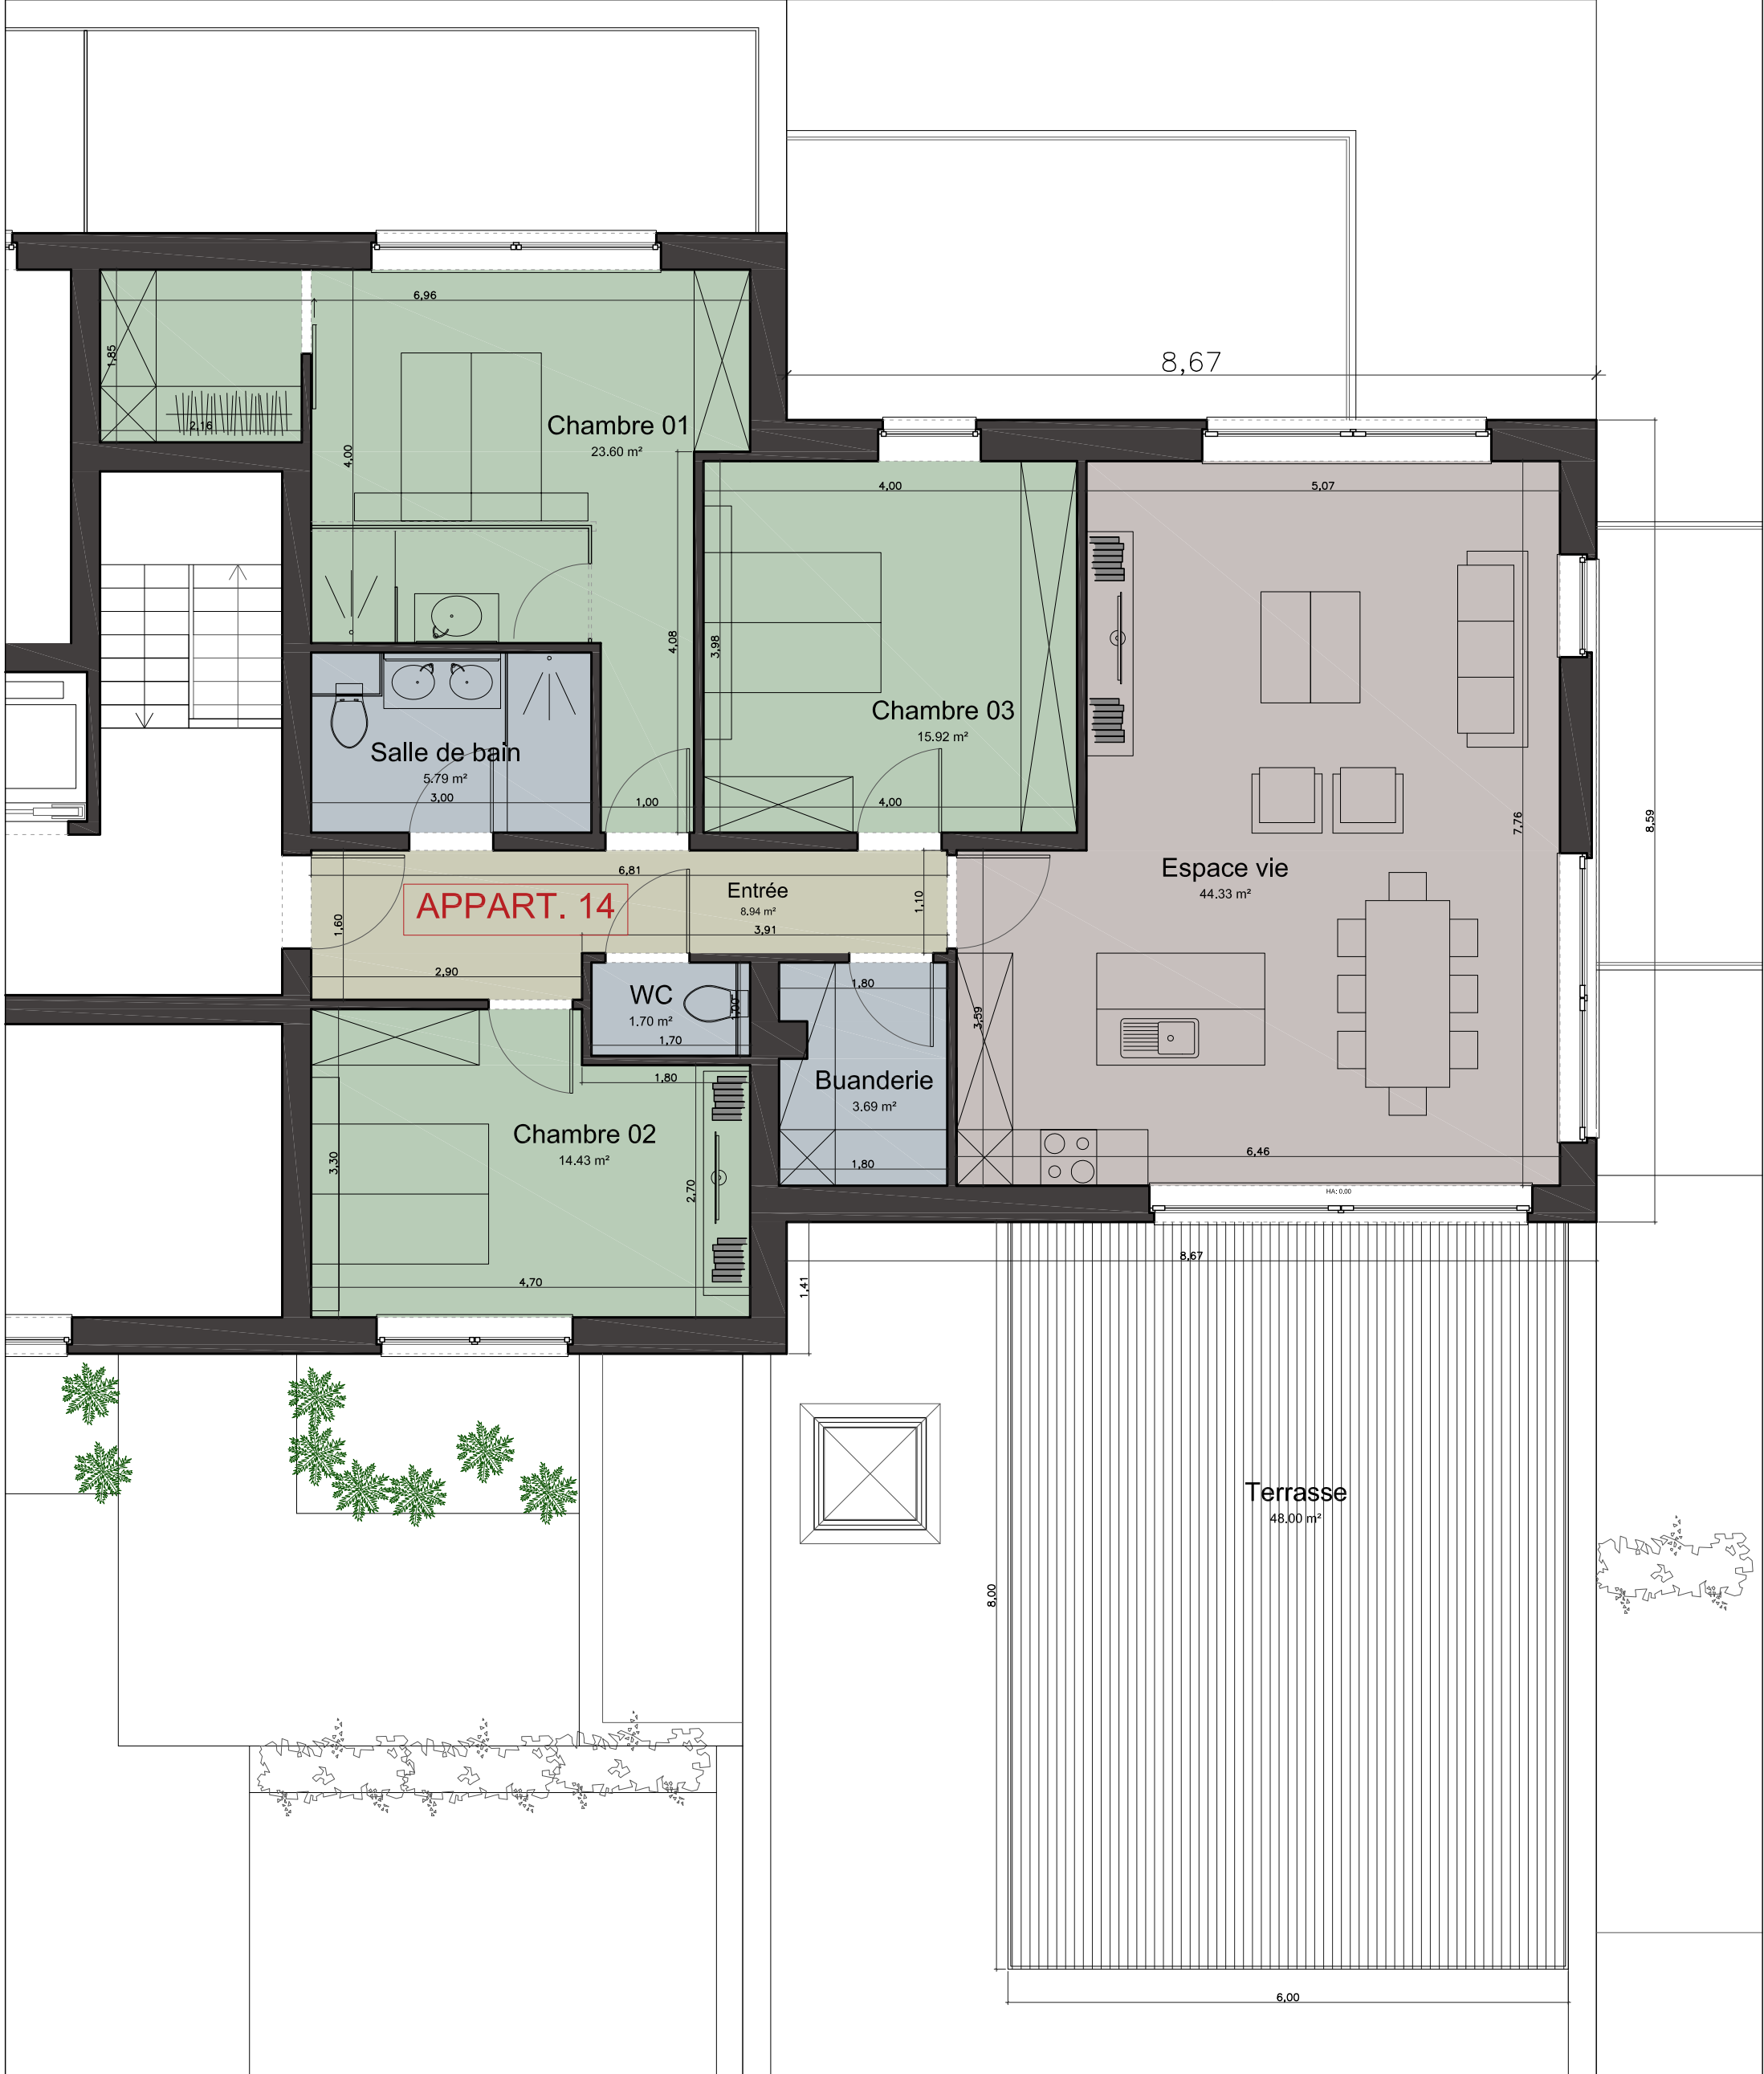 6,96
1,85
2,16
4,00
Chambre 01
23.60 m²
8,67
4,00
5,07
4,08
3,98
Chambre 03
15.92 m²
Salle de bain
5.79 m²
3,00
1,00
4,00
7,76
8,59
Espace vie
44.33 m²
6,81
APPART. 14
Entrée
8.94 m²
1,10
1,60
3,91
2,90
WC
1.70 m²
1,00
1,70
1,80
3,59
1,80
Buanderie
3.69 m²
Chambre 02
14.43 m²
3,30
2,70
1,80
6,46
HA: 0.00
4,70
1,41
8,67
Terrasse
48.00 m²
8,00
6,00